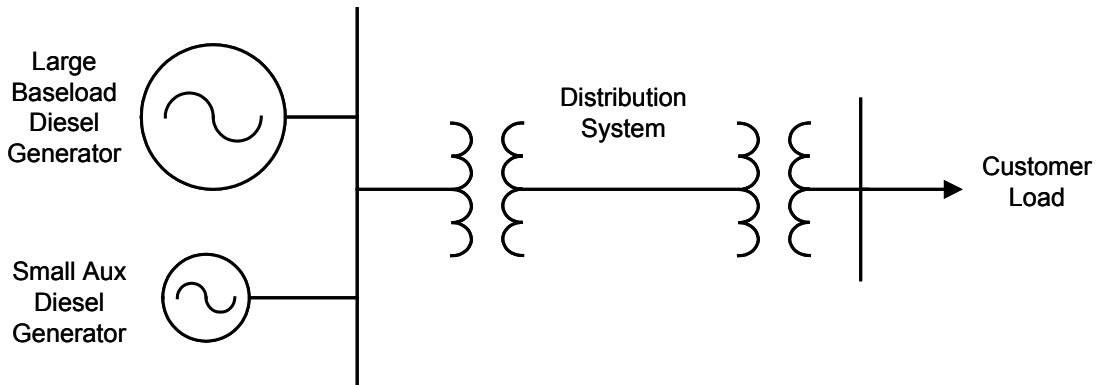 Large
Baseload
Diesel
Generator
Small Aux
Diesel
Generator
Distribution
System
Customer
Load